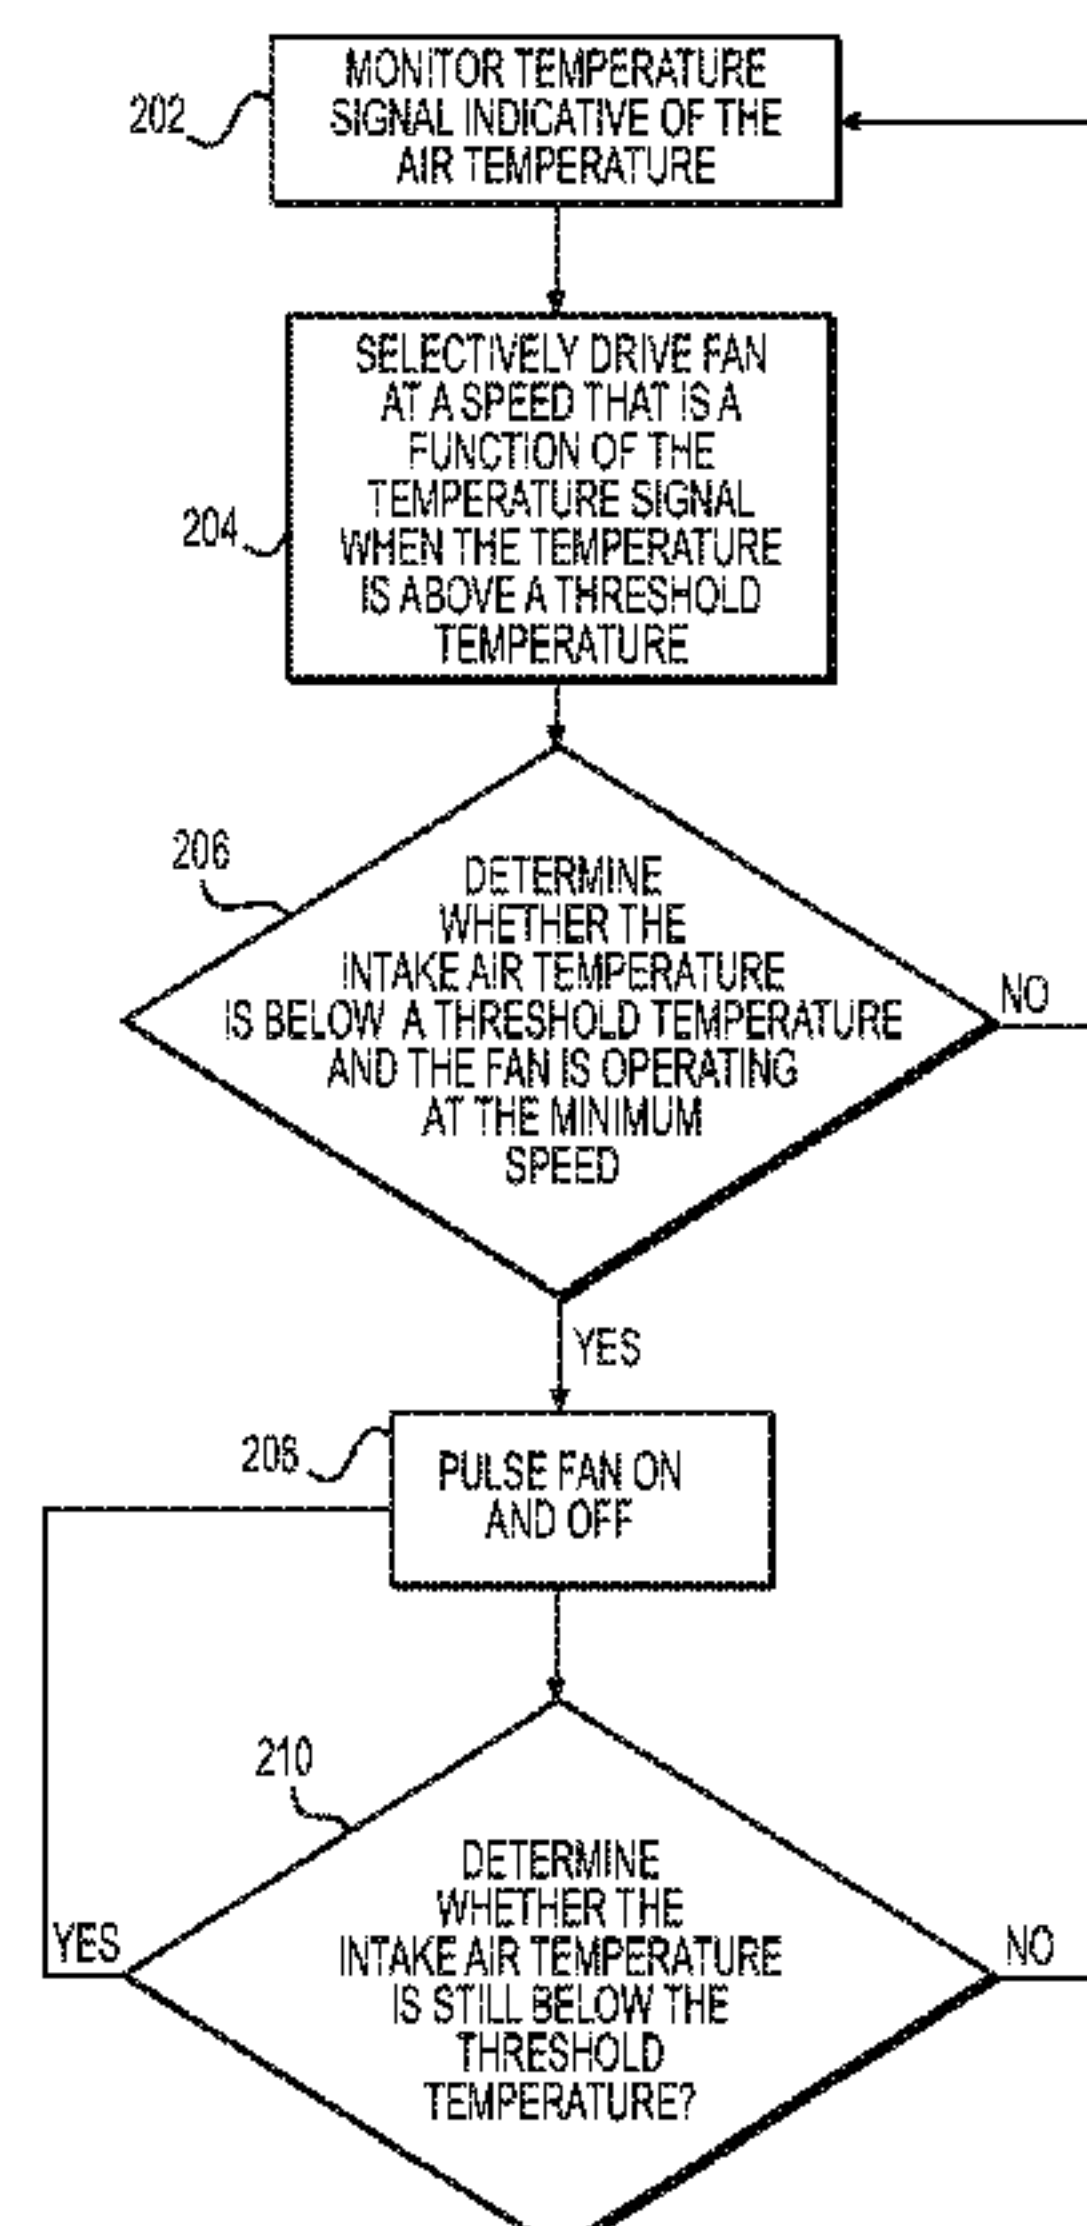 202
MONITOR TEMPERATURE
SIGNAL INDICATIVE OF THE
AIR TEMPERATURE
204
SELECTIVELY DRIVE FAN
AT A SPEED THAT IS A
FUNCTION OF THE
TEMPERATURE SIGNAL
WHEN THE TEMPERATURE
IS ABOVE A THRESHOLD
TEMPERATURE
206
DETERMINE
WHETHER THE
INTAKE AIR TEMPERATURE
IS BELOW A THRESHOLD TEMPERATURE
AND THE FAN IS OPERATING
AT THE MINIMUM
SPEED
NO
YES
208
PULSE FAN ON
AND OFF
210
DETERMINE
WHETHER THE
INTAKE AIR TEMPERATURE
IS STILL BELOW THE
THRESHOLD
TEMPERATURE?
YES
NO